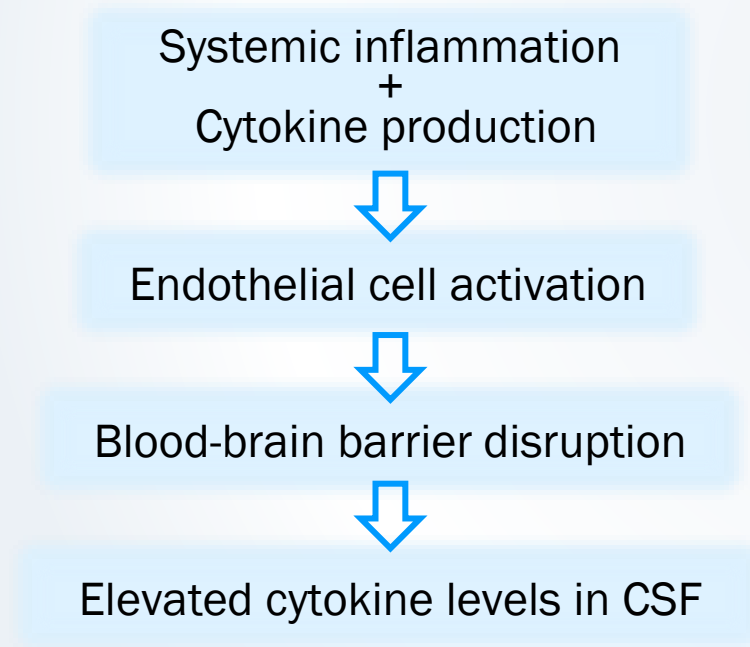 Systemic inflammation
+
Cytokine production
Endothelial cell activation
Blood-brain barrier disruption
Elevated cytokine levels in CSF